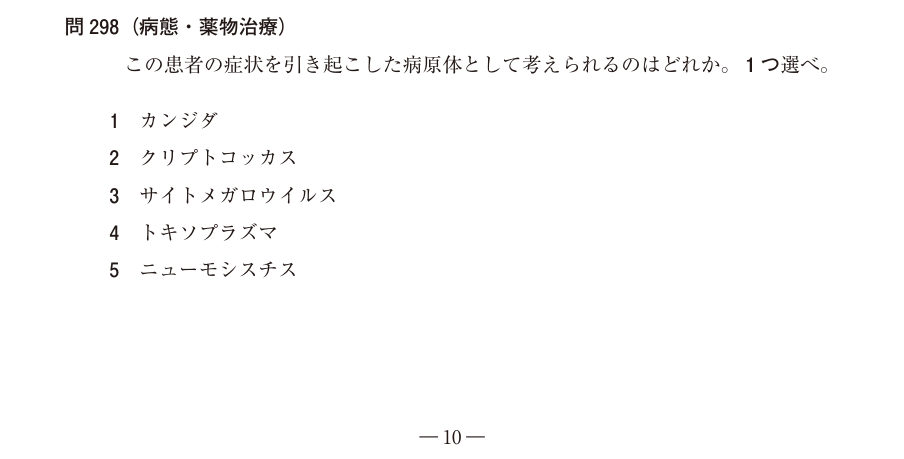 問 298（病態・薬物治療）
この患者の症状を引き起こした病原体として考えられるのはどれか。1つ選べ。
1 カンジダ
2 クリプトコッカス
3 サイトメガロウイルス
4 トキソプラズマ
5 ニューモシスチス
― 10 ―